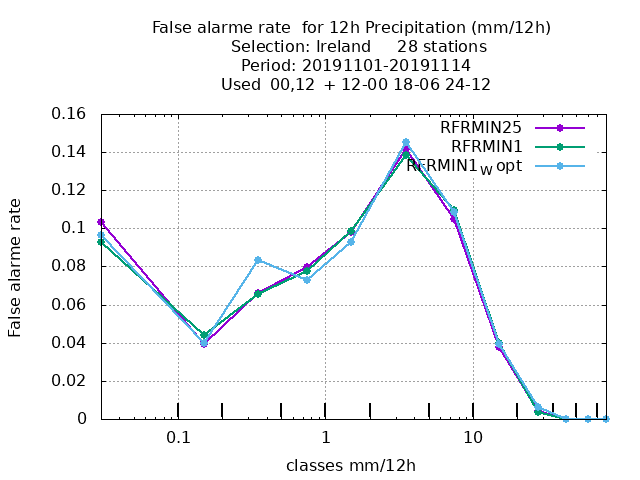 False alarme rate  for 12h Precipitation (mm/12h)
Selection: Ireland     28 stations
Period: 20191101-20191114
Used  00,12  + 12-00 18-06 24-12
RFRMIN25
RFRMIN1
RFRMIN1W opt
0.16
0.14
0.12
0.1
0.08
0.06
0.04
0.02
0
False alarme rate
0.1
1
10
classes mm/12h